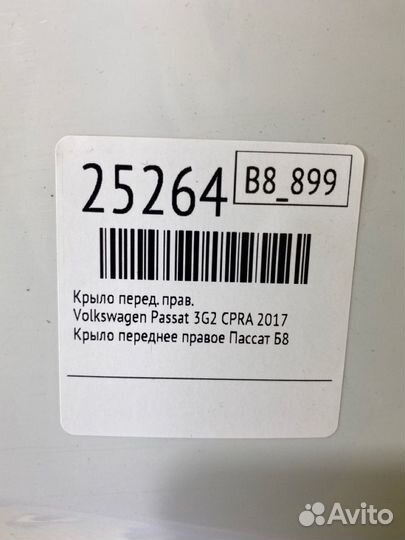 25264
B8_899
Крыло перед. прав.
Volkswagen Passat 3G2 CPRA 2017
Крыло переднее правое Пассат Б8
Avito